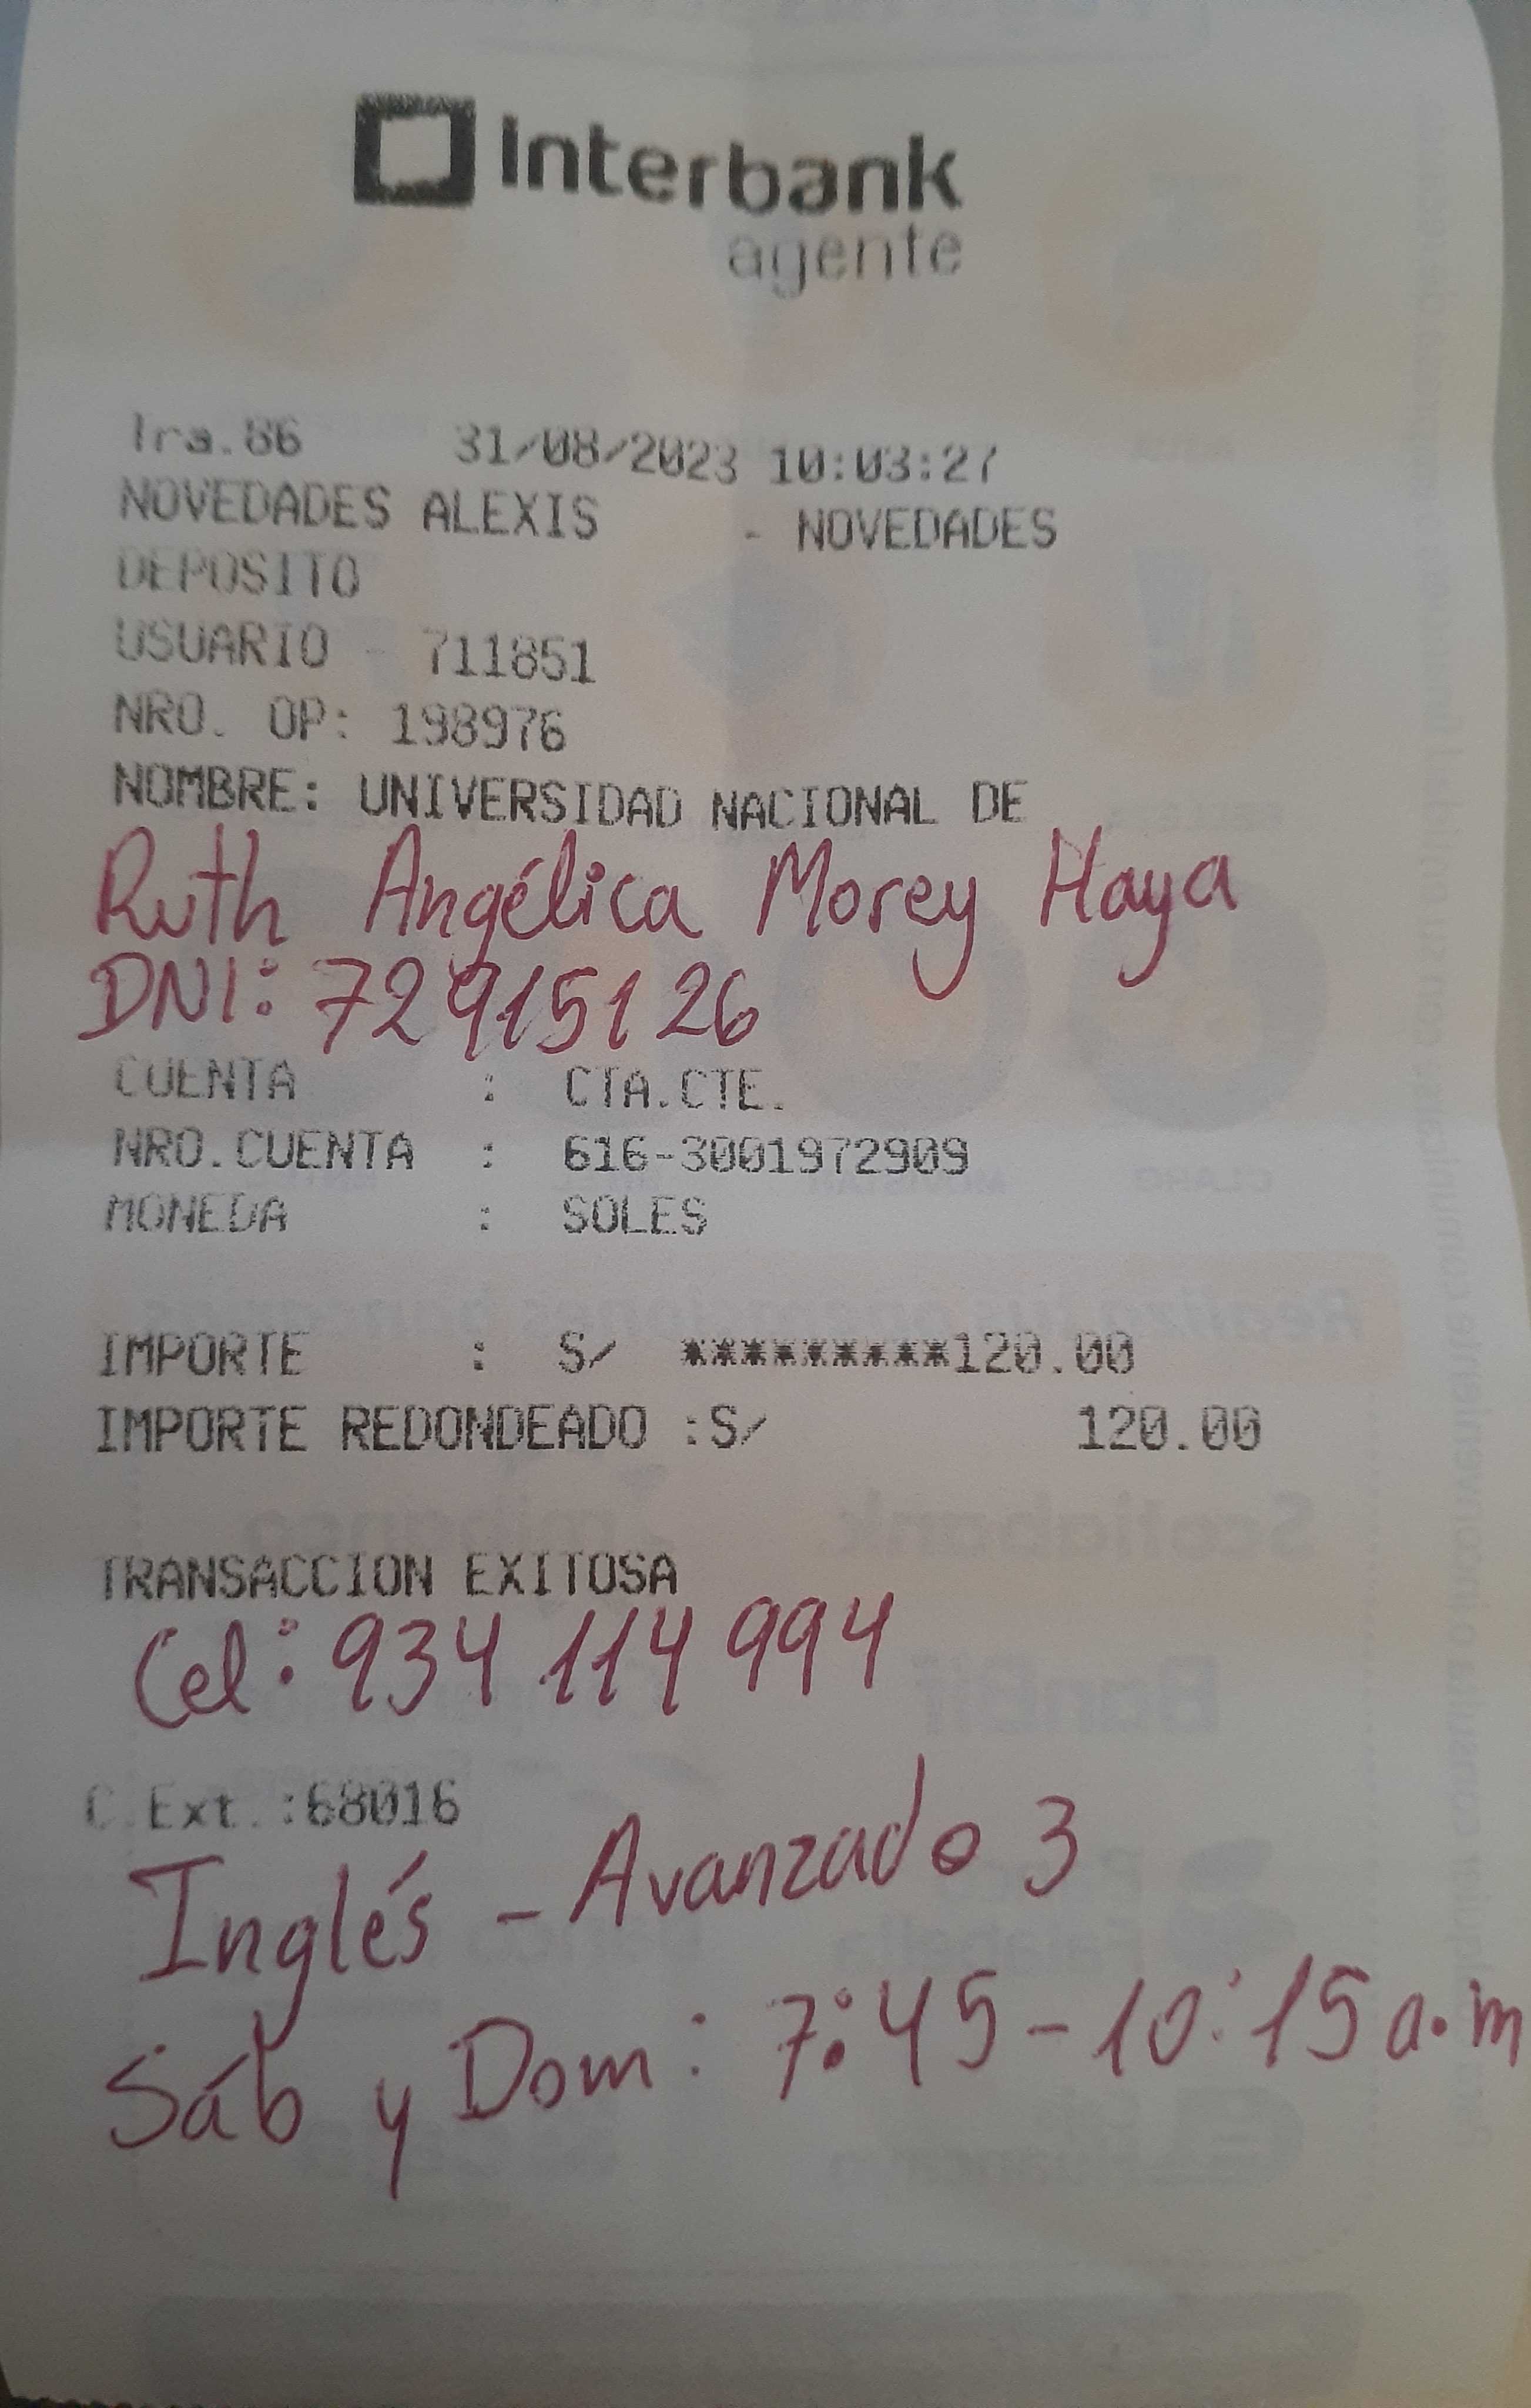 Interbank
agente
Tra.86 31/08/2023 10:03:27
NOVEDADES ALEXIS - NOVEDADES
DEPOSITO
USUARIO 711851
NRO. OP: 198976
NOMBRE: UNIVERSIDAD NACIONAL DE
Ruth Angélica Morey Haya
DNI: 72915126
CUENTA : CTA.CTE.
NRO.CUENTA : 616-3001972909
MONEDA : SOLES
IMPORTE : S/ *********120.00
IMPORTE REDONDEADO :S/ 120.00
TRANSACCION EXITOSA
Cel: 934 114 994
C.Ext.:68016
Inglés - Avanzado 3
Sáb y Dom: 7:45 - 10:15 a.m